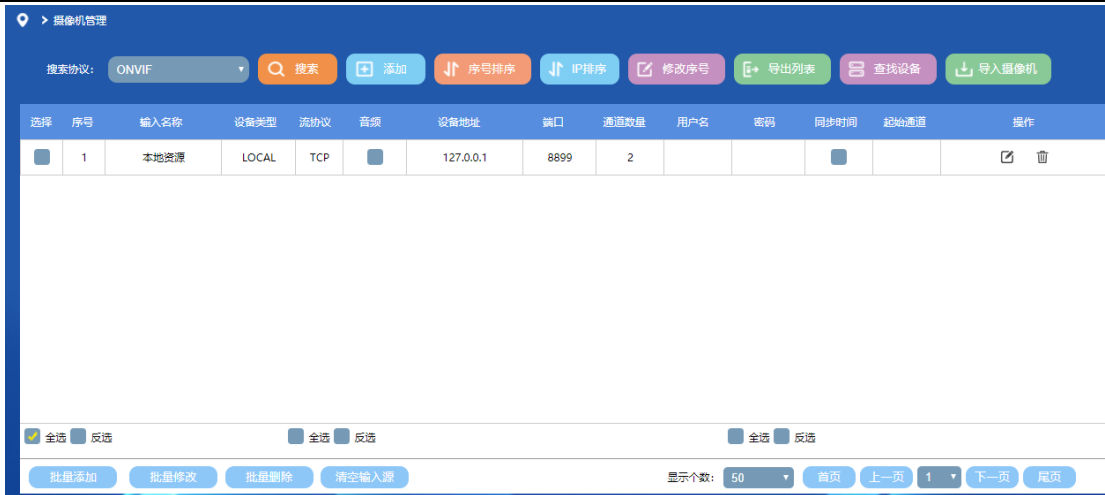 > 摄像机管理
搜索协议： ONVIF 搜索 添加 序号排序 IP排序 修改序号 导出列表 查找设备 导入摄像机
选择 序号 输入名称 设备类型 流协议 音频 设备地址 端口 通道数量 用户名 密码 同步时间 起始通道 操作
1 本地资源 LOCAL TCP 127.0.0.1 8899 2
全选 反选 全选 反选 全选 反选
批量添加 批量修改 批量删除 清空输入源 显示个数： 50 首页 上一页 1 下一页 尾页